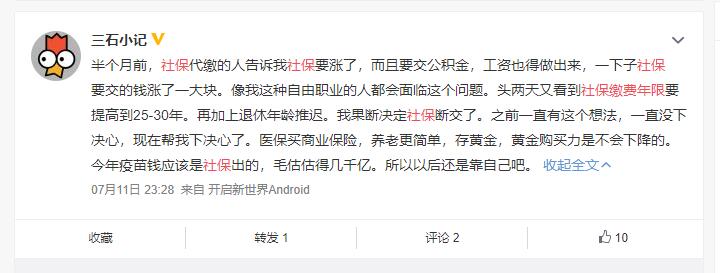 三石小记
半个月前，社保代缴的人告诉我社保要涨了，而且要交公积金，工资也得做出来，一下子社保
要交的钱涨了一大块。像我这种自由职业的人都会面临这个问题。头两天又看到社保缴费年限要
提高到25-30年。再加上退休年龄推迟。我果断决定社保断交了。之前一直有这个想法，一直没下
决心，现在帮我下决心了。医保买商业保险，养老更简单，存黄金，黄金购买力是不会下降的。
今年疫苗钱应该是社保出的，毛估估得几千亿。所以以后还是靠自己吧。 收起全文
07月11日 23:28 来自 开启新世界Android
收藏 转发 1 评论 2 10